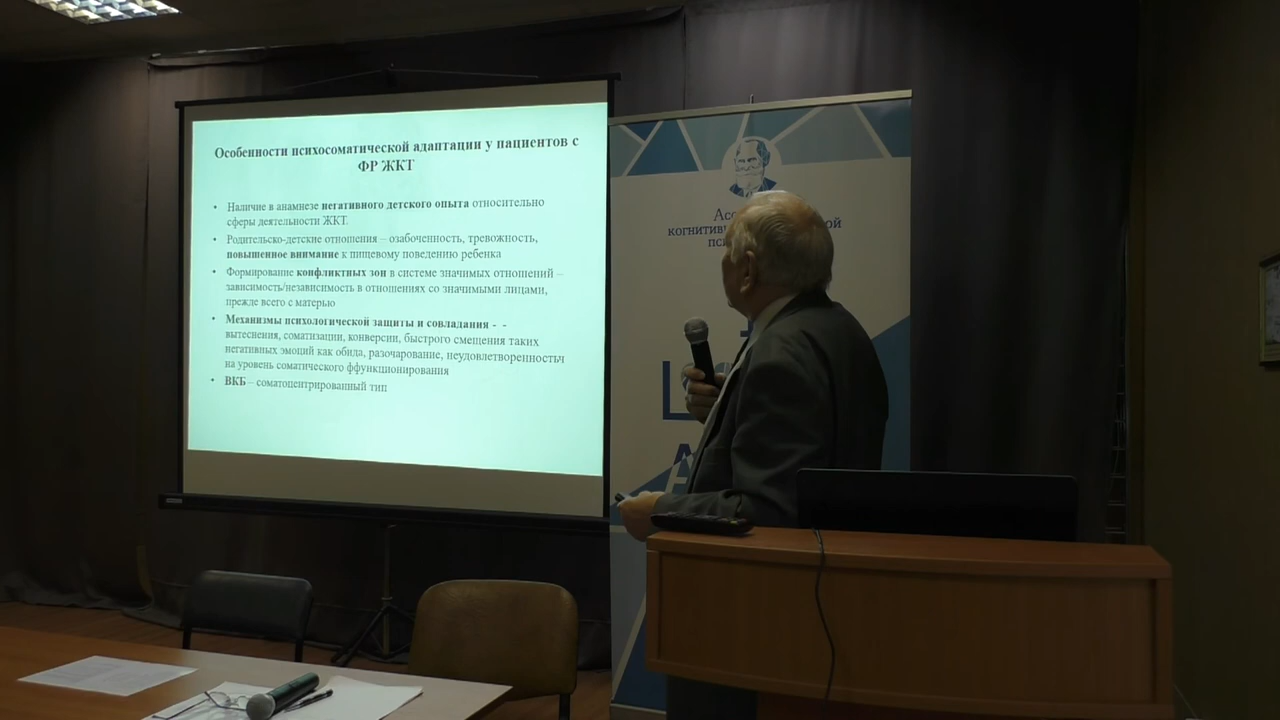 Особенности психосоматической адаптации у пациентов с
ФР ЖКТ
• Наличие в анамнезе негативного детского опыта относительно
сферы деятельности ЖКТ.
• Родительско-детские отношения – озабоченность, тревожность,
повышенное внимание к пищевому поведению ребенка
• Формирование конфликтных зон в системе значимых отношений –
зависимость/независимость в отношениях со значимыми лицами,
прежде всего с матерью
• Механизмы психологической защиты и совладания - -
вытеснения, соматизации, конверсии, быстрого смещения таких
негативных эмоций как обида, разочарование, неудовлетворенностьч
на уровень соматического ффункционирования
• ВКБ – соматоцентрированный тип